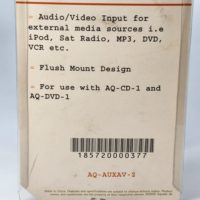 - Audio/Video Input for
external media sources i.e
iPod, Sat Radio, MP3, DVD,
VCR etc.
- Flush Mount Design
- For use with AQ-CD-1 and
AQ-DVD-1
185720000377
AQ-AUXAV-2